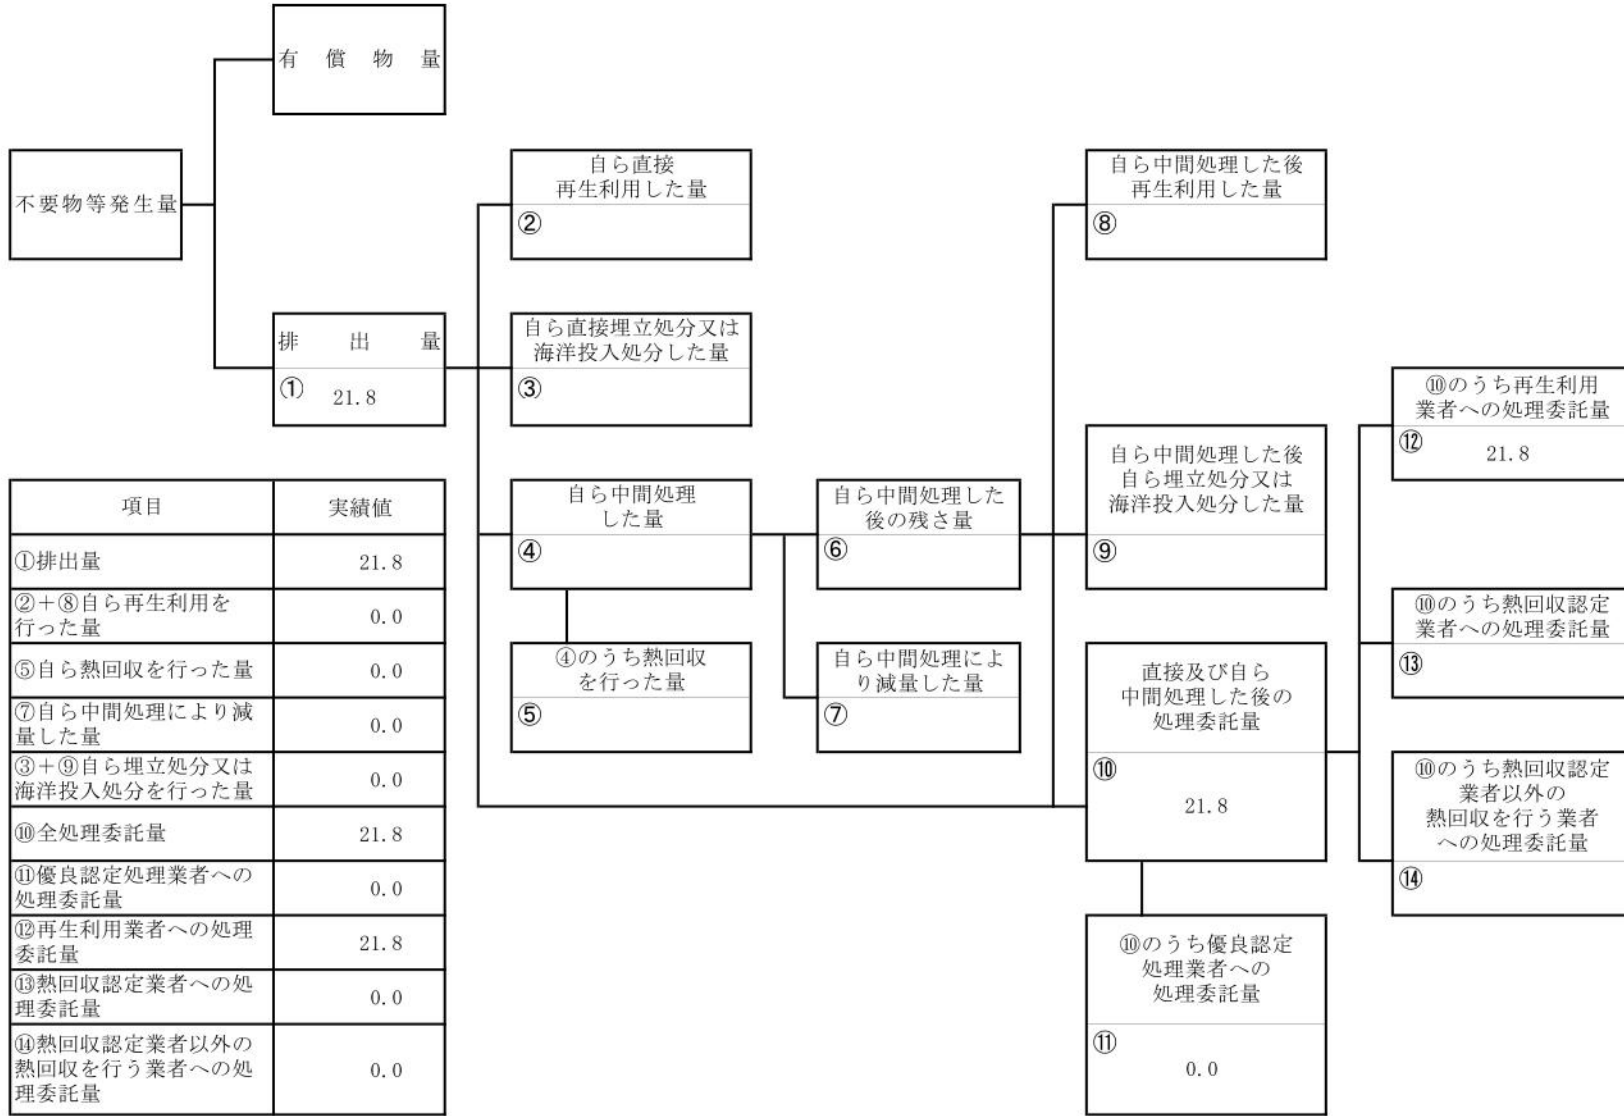 有償物量
不要物等発生量
排出量
①
21.8
自ら直接
再生利用した量
②
自ら直接埋立処分又は
海洋投入処分した量
③
自ら中間処理
した量
④
④のうち熱回収
を行った量
⑤
自ら中間処理した
後の残さ量
⑥
自ら中間処理によ
り減量した量
⑦
自ら中間処理した後
再生利用した量
⑧
自ら中間処理した後
自ら埋立処分又は
海洋投入処分した量
⑨
直接及び自ら
中間処理した後の
処理委託量
⑩
21.8
⑩のうち優良認定
処理業者への
処理委託量
⑪
0.0
⑩のうち再生利用
業者への処理委託量
⑫
21.8
⑩のうち熱回収認定
業者への処理委託量
⑬
⑩のうち熱回収認定
業者以外の
熱回収を行う業者
への処理委託量
⑭
項目 実績値
①排出量 21.8
②+⑧自ら再生利用を
行った量 0.0
⑤自ら熱回収を行った量 0.0
⑦自ら中間処理により減
量した量 0.0
③+⑨自ら埋立処分又は
海洋投入処分を行った量 0.0
⑩全処理委託量 21.8
⑪優良認定処理業者への
処理委託量 0.0
⑫再生利用業者への処理
委託量 21.8
⑬熱回収認定業者への処
理委託量 0.0
⑭熱回収認定業者以外の
熱回収を行う業者への処
理委託量 0.0